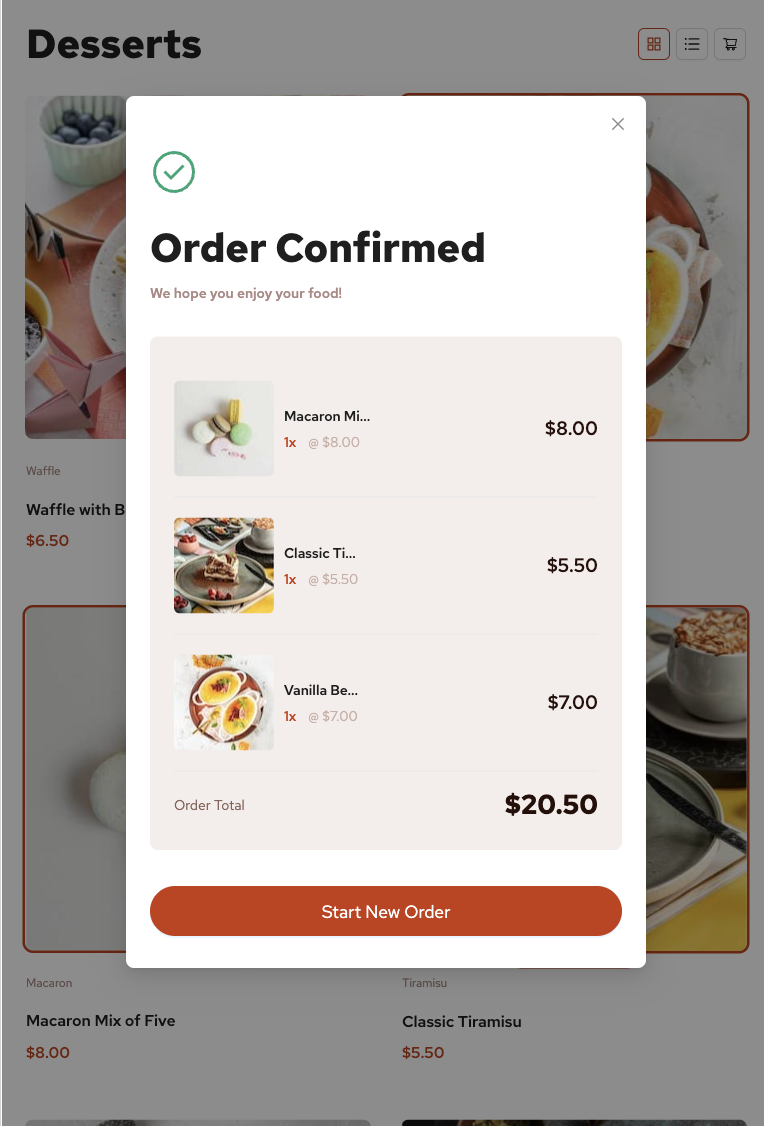 Desserts
Order Confirmed
We hope you enjoy your food!
Macaron Mi...
1x @ $8.00
$8.00
Classic Ti...
1x @ $5.50
$5.50
Vanilla Be...
1x @ $7.00
$7.00
Order Total
$20.50
Start New Order
Waffle
Waffle with B
$6.50
Macaron
Macaron Mix of Five
$8.00
Tiramisu
Classic Tiramisu
$5.50